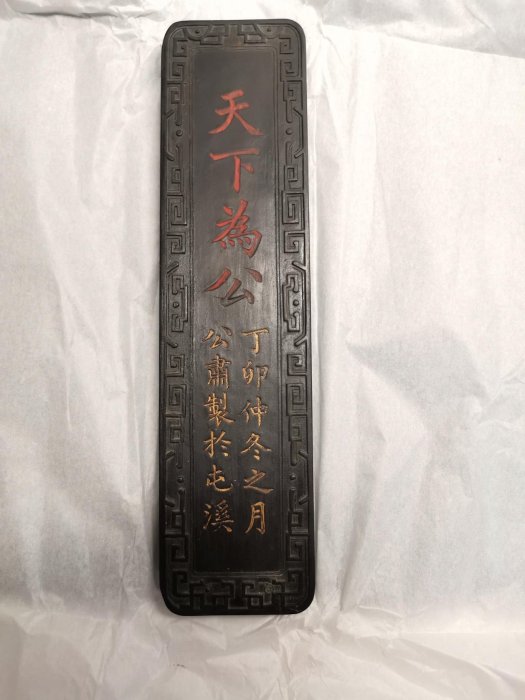 天下為公
丁卯仲冬之月
公肅製於屯溪